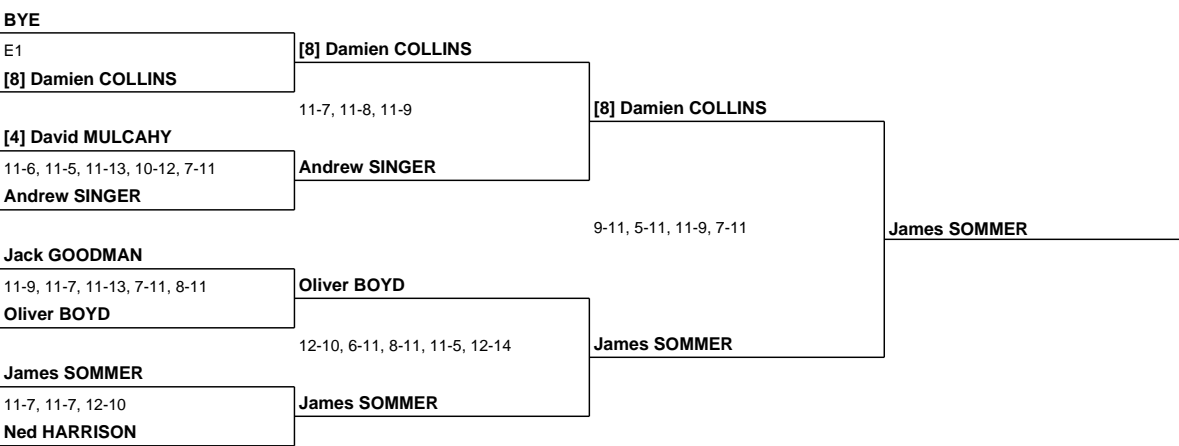 BYE
E1
[8] Damien COLLINS
[4] David MULCAHY
11-6, 11-5, 11-13, 10-12, 7-11
Andrew SINGER
Jack GOODMAN
11-9, 11-7, 11-13, 7-11, 8-11
Oliver BOYD
James SOMMER
11-7, 11-7, 12-10
Ned HARRISON
[8] Damien COLLINS
11-7, 11-8, 11-9
Andrew SINGER
Oliver BOYD
12-10, 6-11, 8-11, 11-5, 12-14
James SOMMER
[8] Damien COLLINS
9-11, 5-11, 11-9, 7-11
James SOMMER
James SOMMER